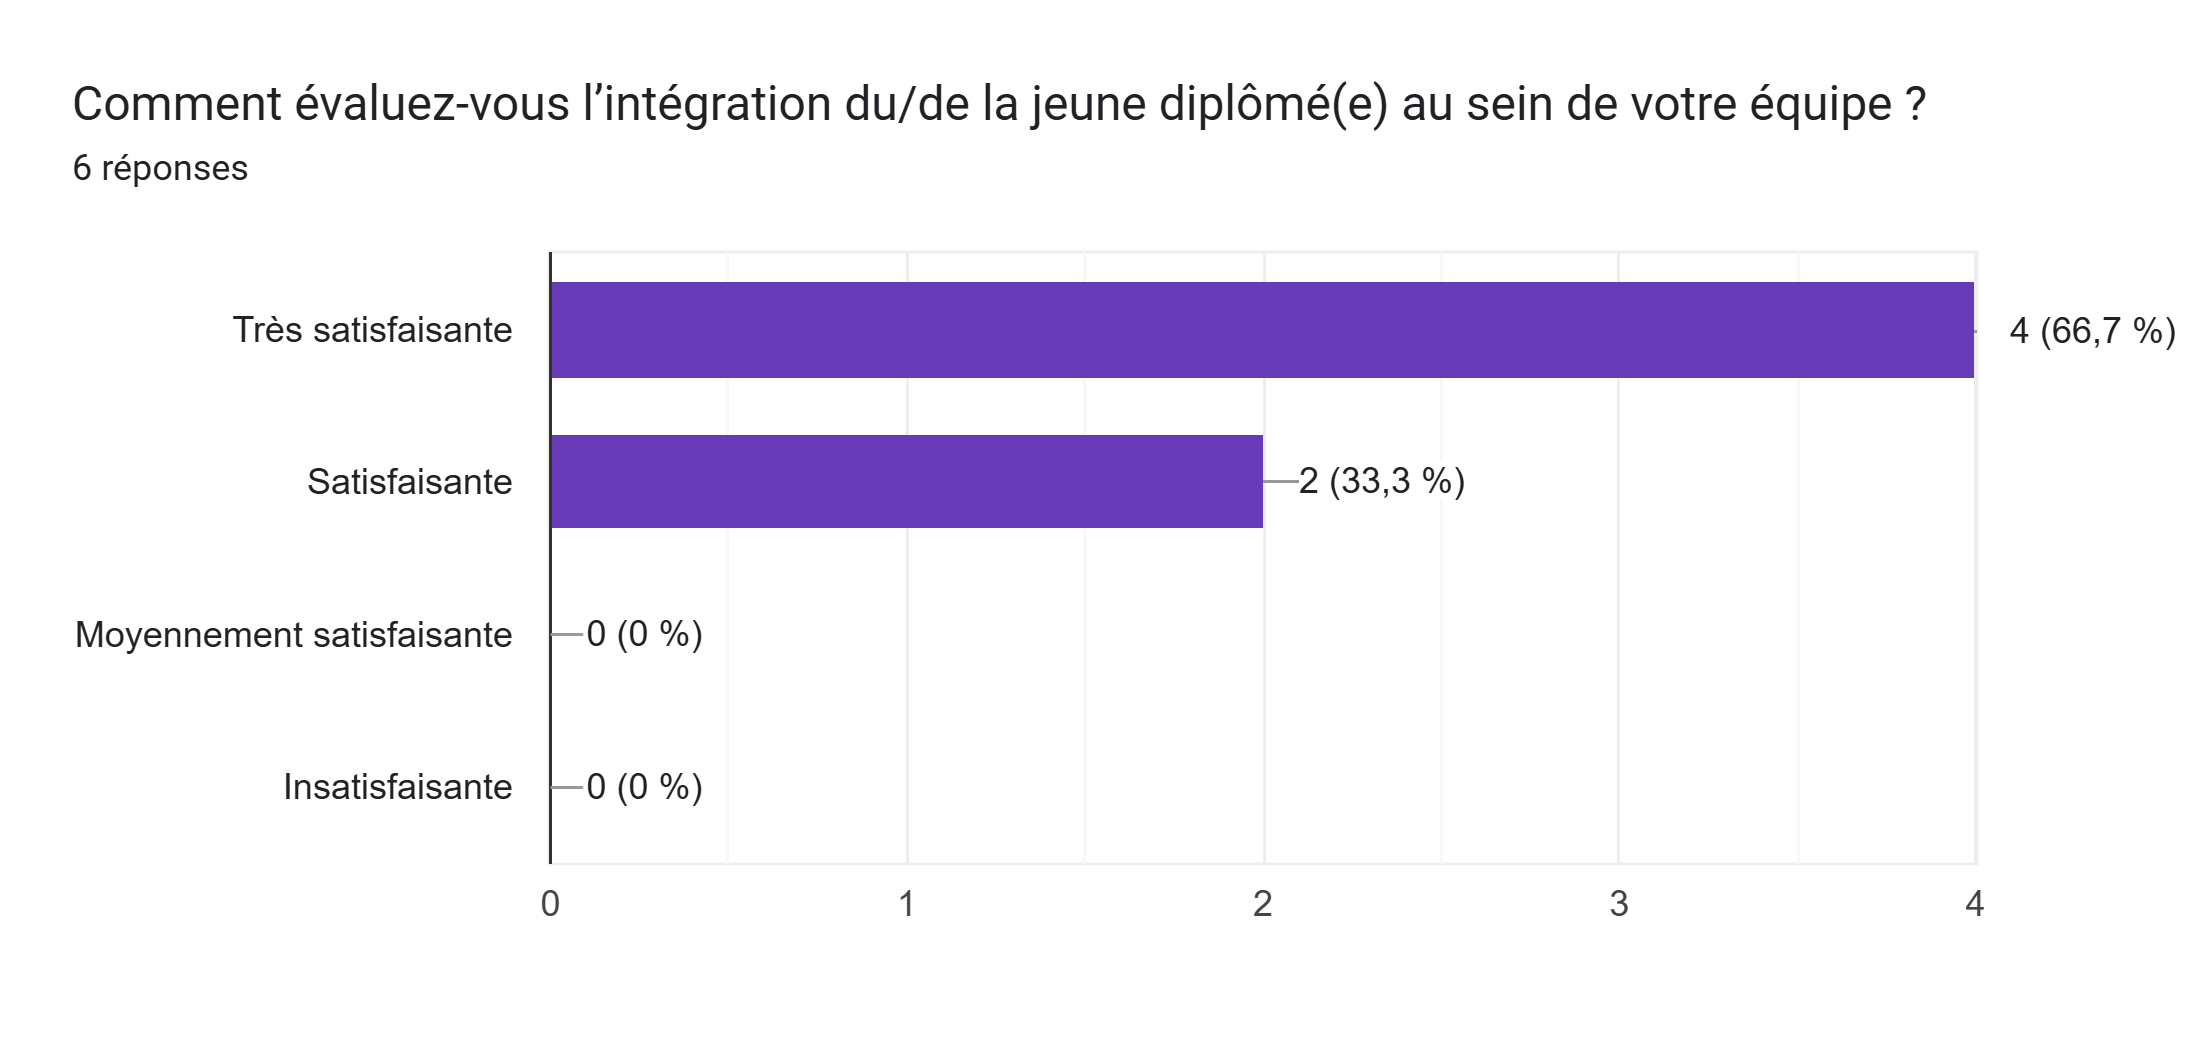 Comment évaluez-vous l’intégration du/de la jeune diplômé(e) au sein de votre équipe ?
6 réponses
Très satisfaisante
4 (66,7 %)
Satisfaisante
2 (33,3 %)
Moyennement satisfaisante
0 (0 %)
Insatisfaisante
0 (0 %)
0 1 2 3 4